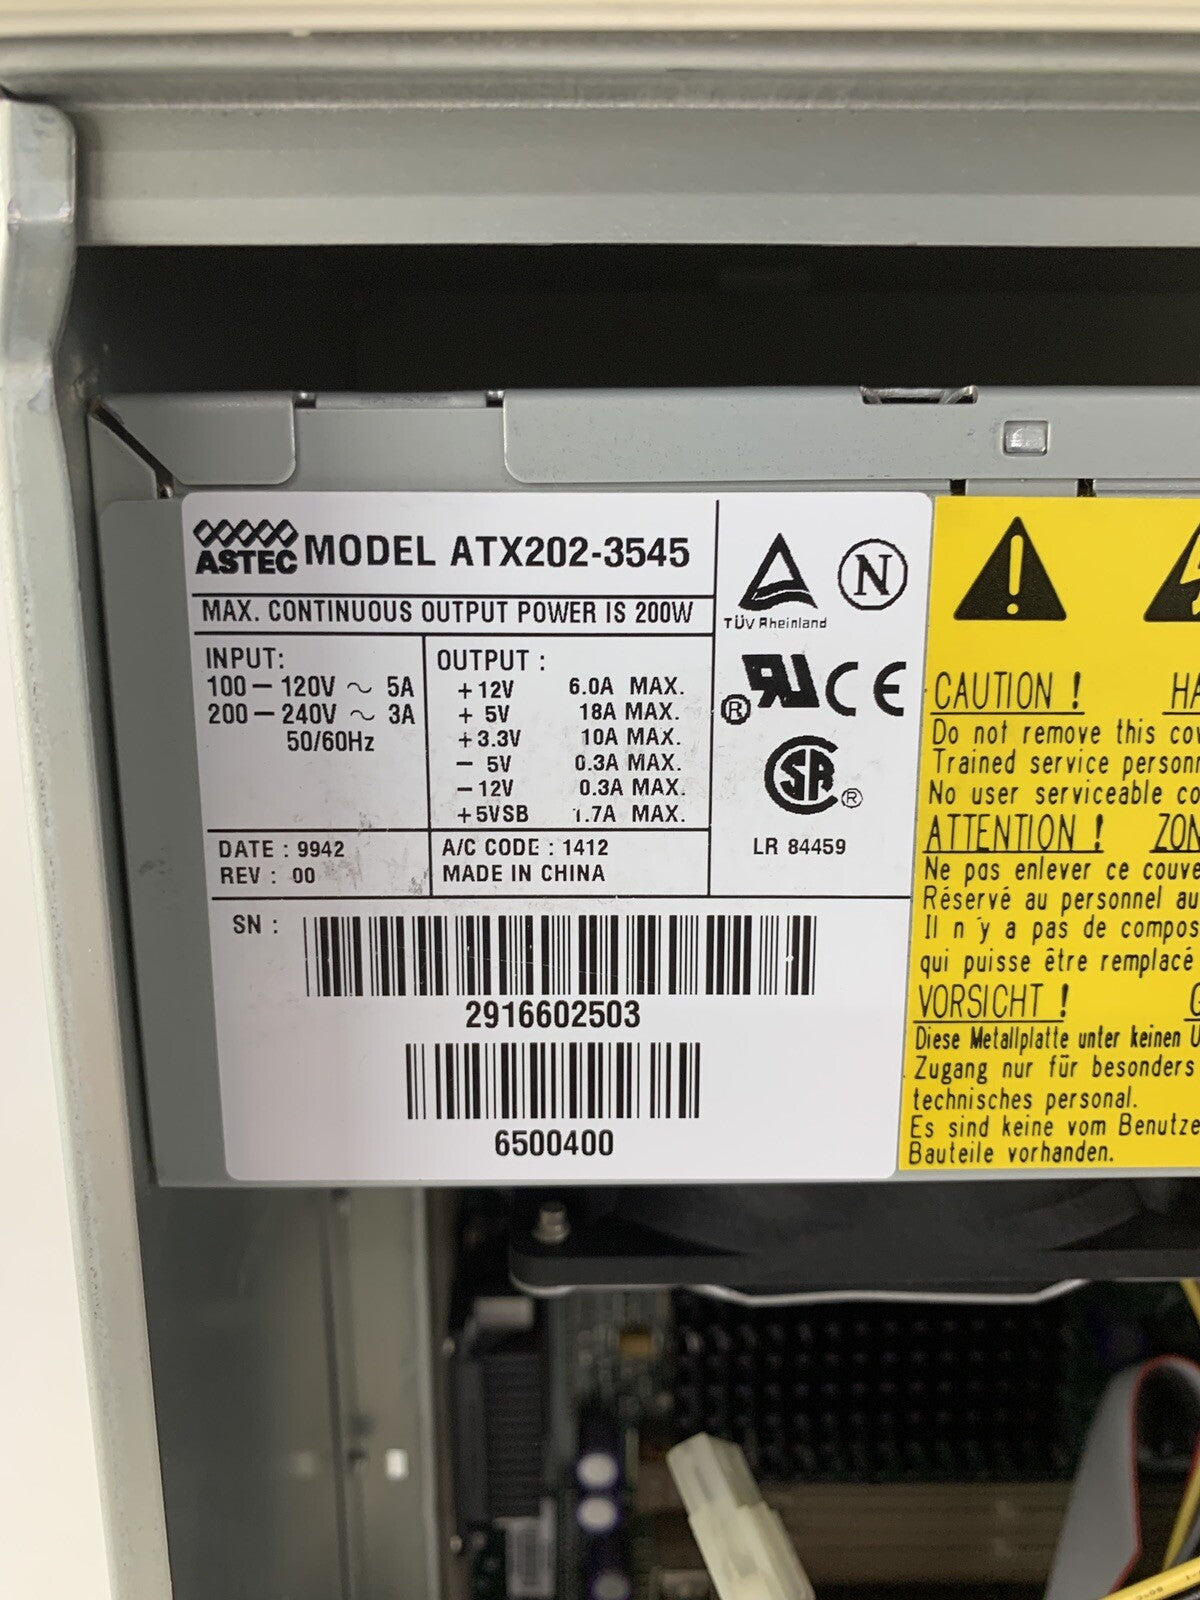 ASTEC MODEL ATX202-3545
MAX. CONTINUOUS OUTPUT POWER IS 200W
INPUT:
100 – 120V ~ 5A
200 – 240V ~ 3A
50/60Hz
OUTPUT :
+12V 6.0A MAX.
+ 5V 18A MAX.
+3.3V 10A MAX.
- 5V 0.3A MAX.
-12V 0.3A MAX.
+5VSB 1.7A MAX.
DATE : 9942
REV : 00
A/C CODE : 1412
MADE IN CHINA
TÜV Rheinland
N
CE
LR 84459
SN :
2916602503
6500400
CAUTION !
Do not remove this
Trained service
No user serviceable
ATTENTION !
Ne pas enlever ce
Réservé au personnel
Il n'y a pas de
qui puisse être remplacé
VORSICHT !
Diese Metallplatte unter keinen
Zugang nur für besonders
technisches personal.
Es sind keine vom
Bauteile vorhanden.